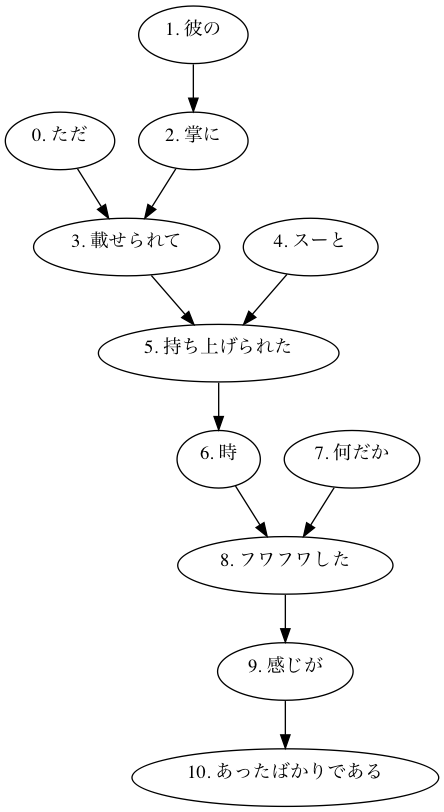 1. 彼の
0. ただ
2. 掌に
3. 載せられて
4. スーと
5. 持ち上げられた
6. 時
7. 何だか
8. フワフワした
9. 感じが
10. あったばかりである